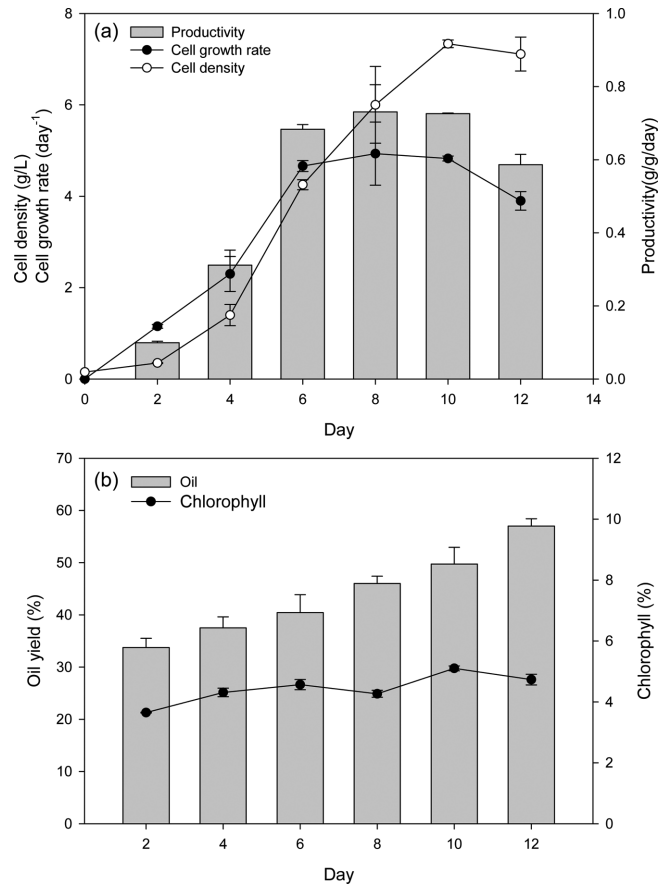 (a)
Productivity
Cell growth rate
Cell density
Cell density (g/L)
Cell growth rate (day-1)
Productivity(g/g/day)
8
6
4
2
0
1.0
0.8
0.6
0.4
0.2
0.0
0 2 4 6 8 10 12 14
Day
(b)
Oil
Chlorophyll
Oil yield (%)
Chlorophyll (%)
70
60
50
40
30
20
10
0
12
10
8
6
4
2
0
2 4 6 8 10 12
Day